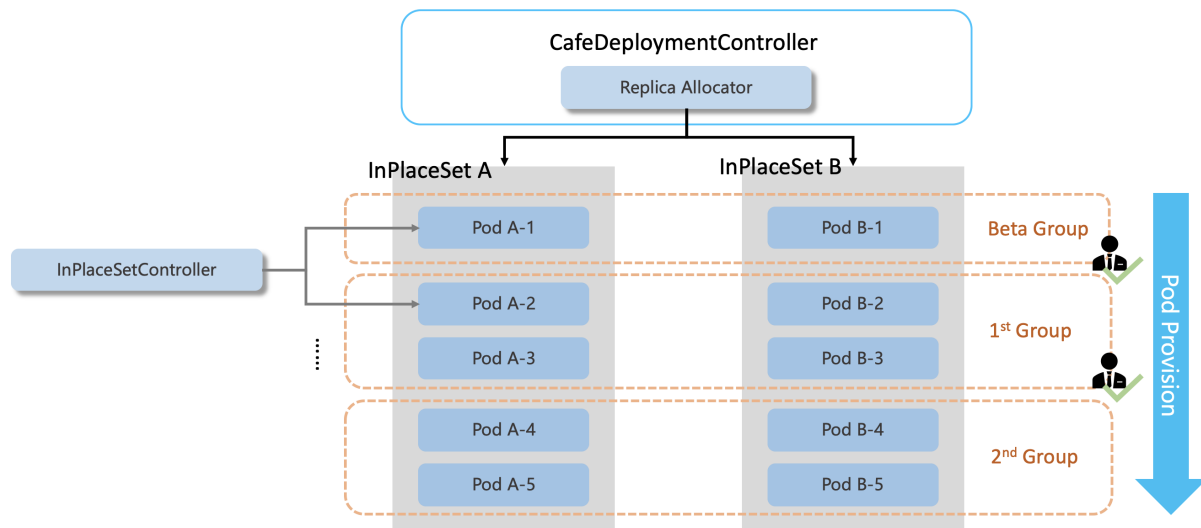 CafeDeploymentController
Replica Allocator
InPlaceSet A
InPlaceSet B
Pod A-1
Pod B-1
Beta Group
InPlaceSetController
Pod A-2
Pod B-2
1st Group
......
Pod A-3
Pod B-3
Pod A-4
Pod B-4
2nd Group
Pod A-5
Pod B-5
Pod Provision